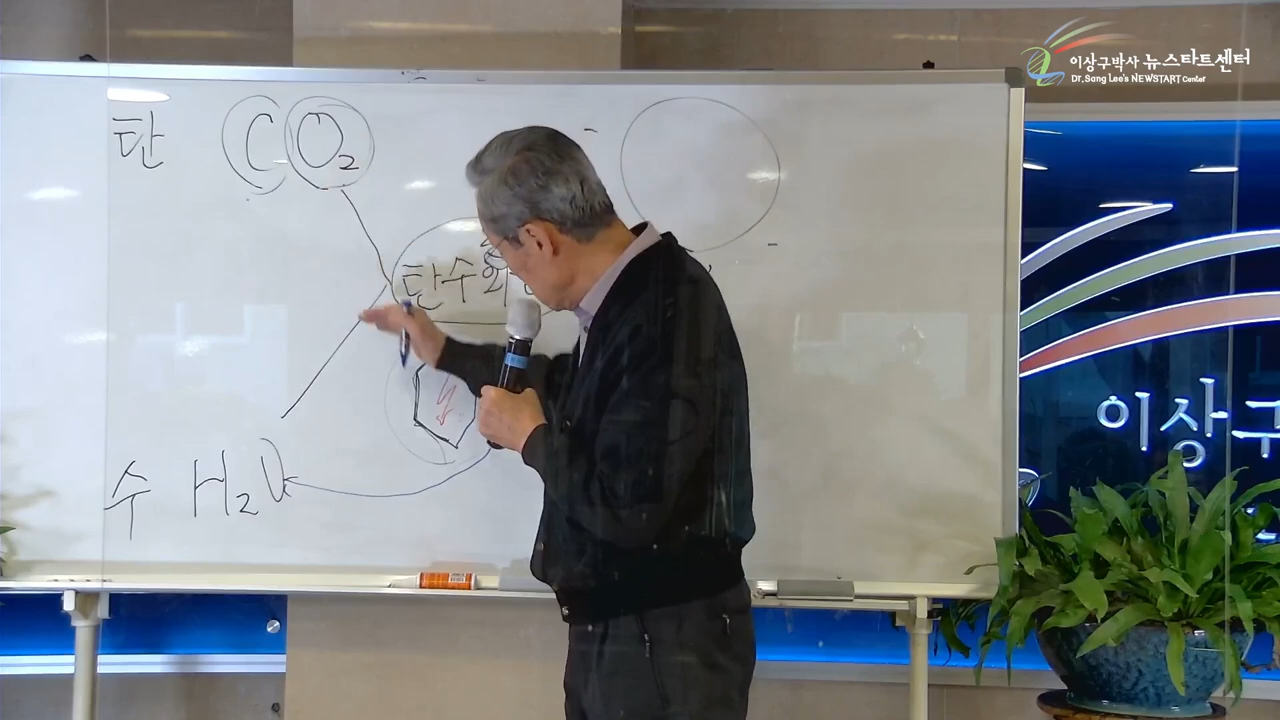 이상구박사 뉴스타트센터
Dr. Sang Lee's NEWSTART Center
탄 CO₂
탄수화
수 H₂
이상구